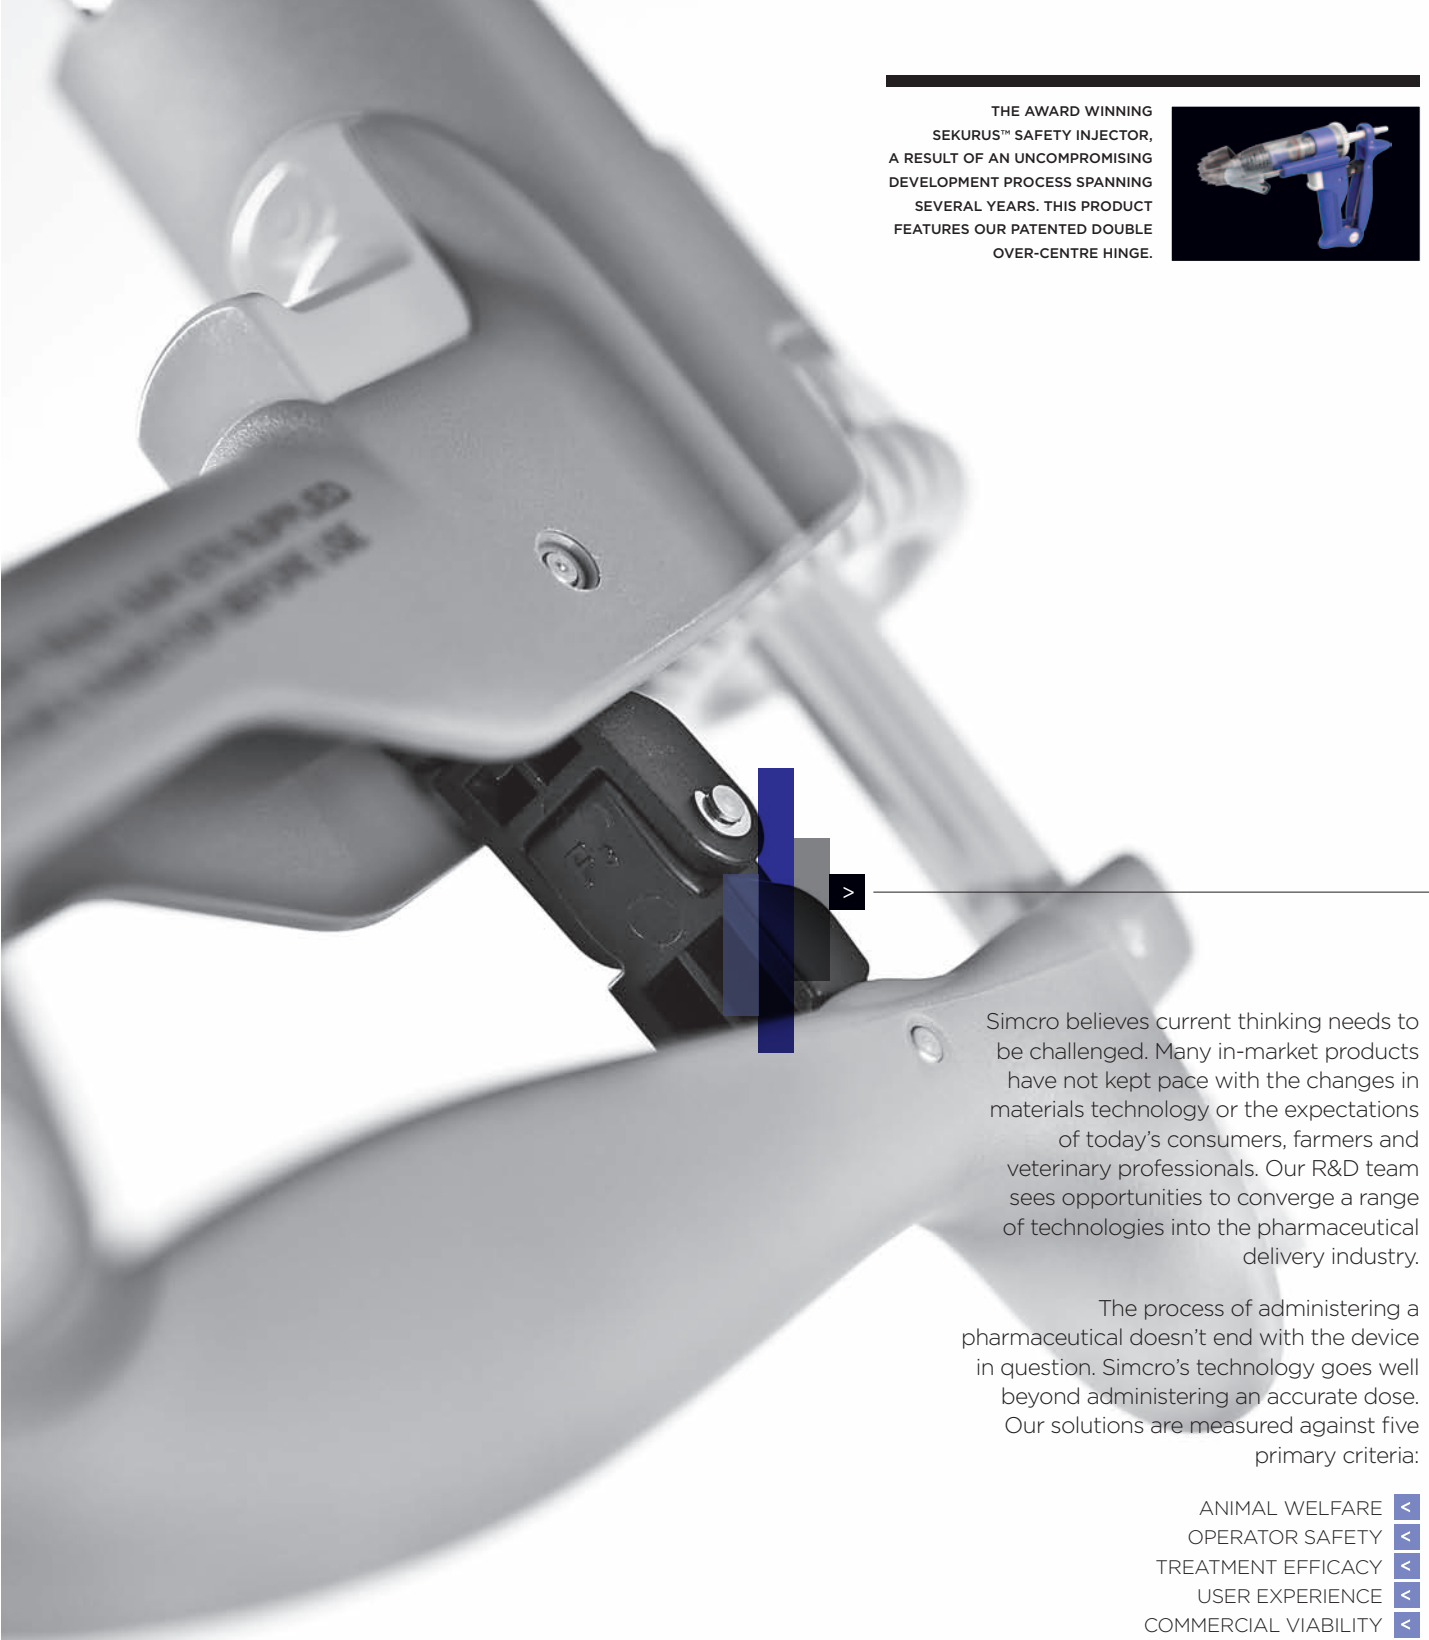 THE AWARD WINNING
SEKURUS™ SAFETY INJECTOR,
A RESULT OF AN UNCOMPROMISING
DEVELOPMENT PROCESS SPANNING
SEVERAL YEARS. THIS PRODUCT
FEATURES OUR PATENTED DOUBLE
OVER-CENTRE HINGE.
SUPPLIED
BEFORE USE
>
Simcro believes current thinking needs to
be challenged. Many in-market products
have not kept pace with the changes in
materials technology or the expectations
of today’s consumers, farmers and
veterinary professionals. Our R&D team
sees opportunities to converge a range
of technologies into the pharmaceutical
delivery industry.
The process of administering a
pharmaceutical doesn’t end with the device
in question. Simcro’s technology goes well
beyond administering an accurate dose.
Our solutions are measured against five
primary criteria:
ANIMAL WELFARE <
OPERATOR SAFETY <
TREATMENT EFFICACY <
USER EXPERIENCE <
COMMERCIAL VIABILITY <